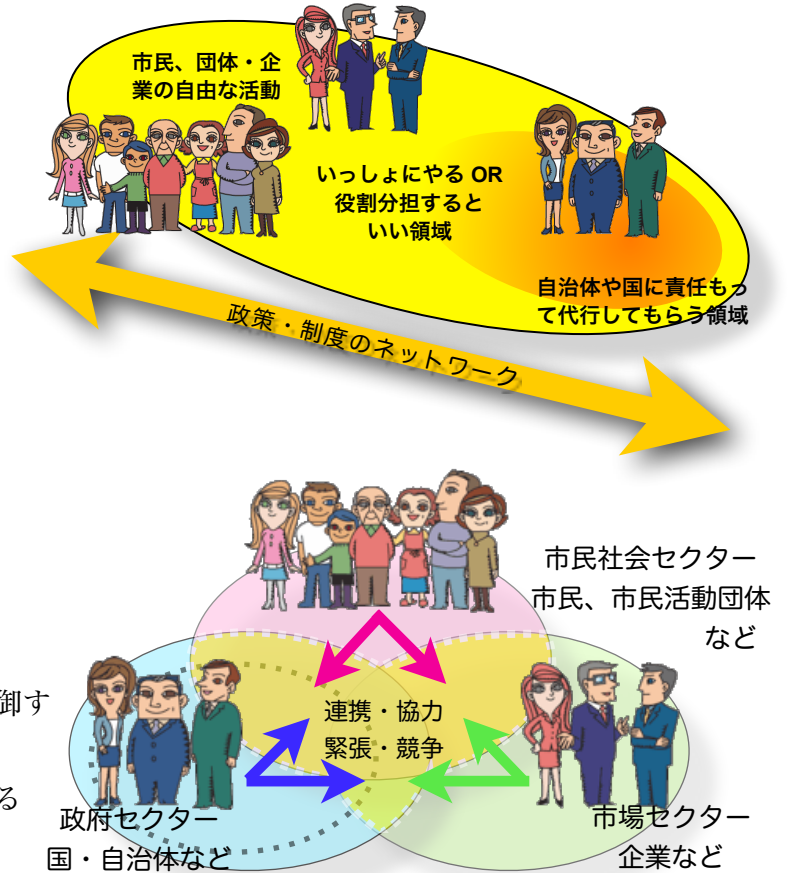 市民、団体・企
業の自由な活動
いっしょにやる OR
役割分担すると
いい領域
自治体や国に責任もっ
て代行してもらう領域
政策・制度のネットワーク
市民社会セクター
市民、市民活動団体
など
御す
る
連携・協力
緊張・競争
政府セクター
国・自治体など
市場セクター
企業など